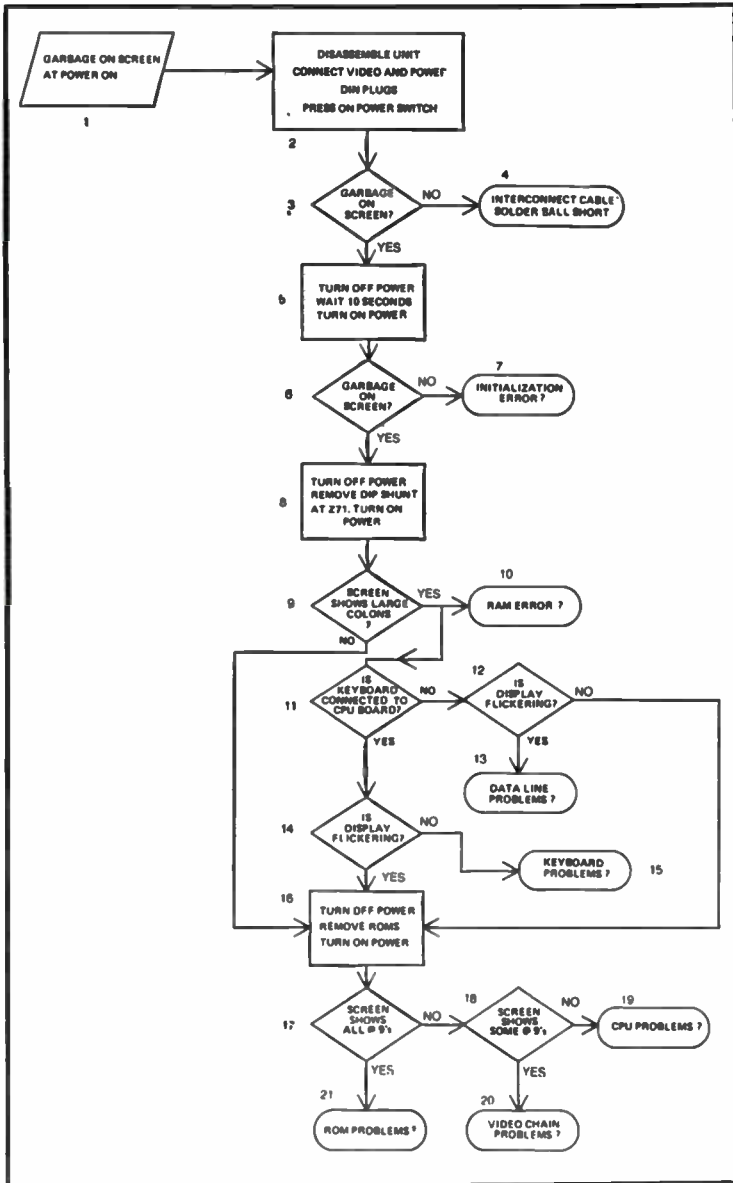 GARBAGE ON SCREEN
AT POWER ON
1
DISASSEMBLE UNIT
CONNECT VIDEO AND POWER
DIN PLUGS
PRESS ON POWER SWITCH
2
3
GARBAGE
ON
SCREEN?
NO
4
INTERCONNECT CABLE
SOLDER BALL SHORT
YES
5
TURN OFF POWER
WAIT 10 SECONDS
TURN ON POWER
6
GARBAGE
ON
SCREEN?
NO
7
INITIALIZATION
ERROR?
YES
8
TURN OFF POWER
REMOVE DIP SHUNT
AT Z71. TURN ON
POWER
9
SCREEN
SHOWS LARGE
COLONS
?
YES
10
RAM ERROR ?
NO
11
IS
KEYBOARD
CONNECTED TO
CPU BOARD?
NO
12
IS
DISPLAY
FLICKERING?
NO
YES
YES
13
DATA LINE
PROBLEMS ?
14
IS
DISPLAY
FLICKERING?
NO
KEYBOARD
PROBLEMS ?
15
YES
16
TURN OFF POWER
REMOVE ROMS
TURN ON POWER
17
SCREEN
SHOWS
ALL @ 9's
NO
18
SCREEN
SHOWS
SOME @ 9's
NO
19
CPU PROBLEMS ?
YES
YES
21
ROM PROBLEMS ?
20
VIDEO CHAIN
PROBLEMS ?